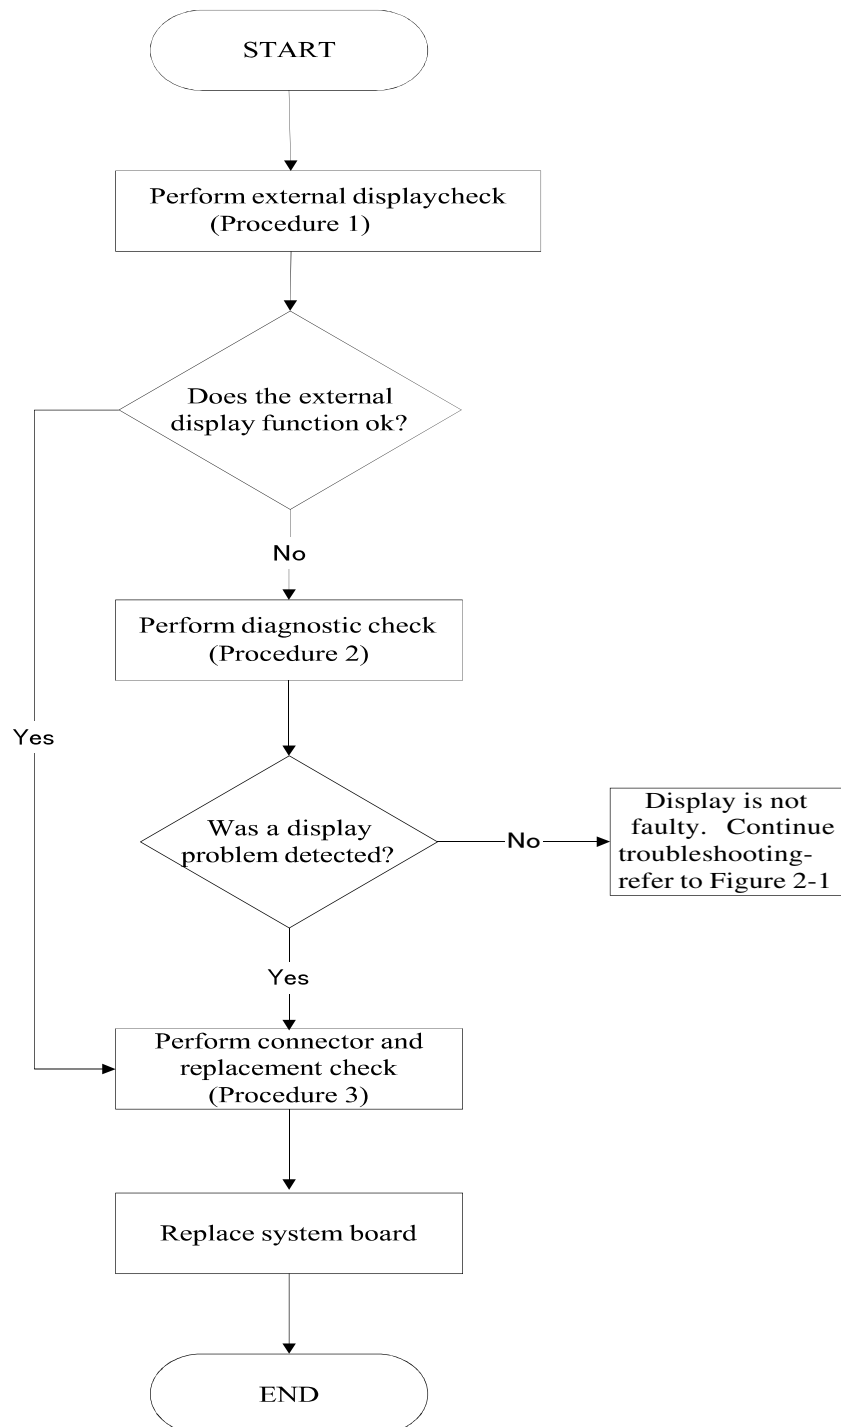 START
Perform external displaycheck
(Procedure 1)
Does the external
display function ok?
No
Perform diagnostic check
(Procedure 2)
Yes
Was a display
problem detected?
No
Display is not
faulty. Continue
troubleshooting-
refer to Figure 2-1
Yes
Perform connector and
replacement check
(Procedure 3)
Replace system board
END